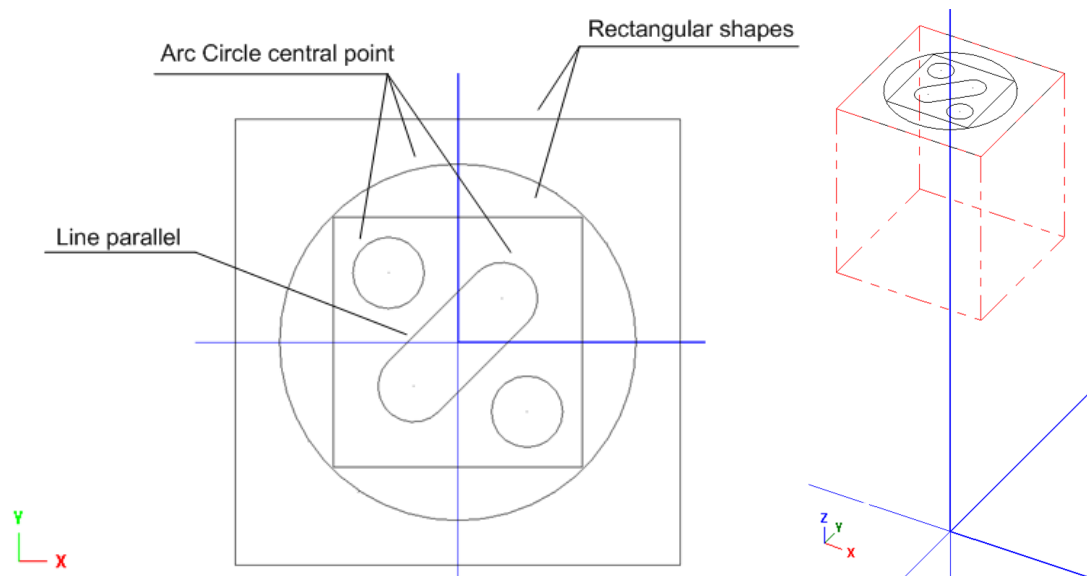 Rectangular shapes
Arc Circle central point
Line parallel
Y
X
Z
Y
X